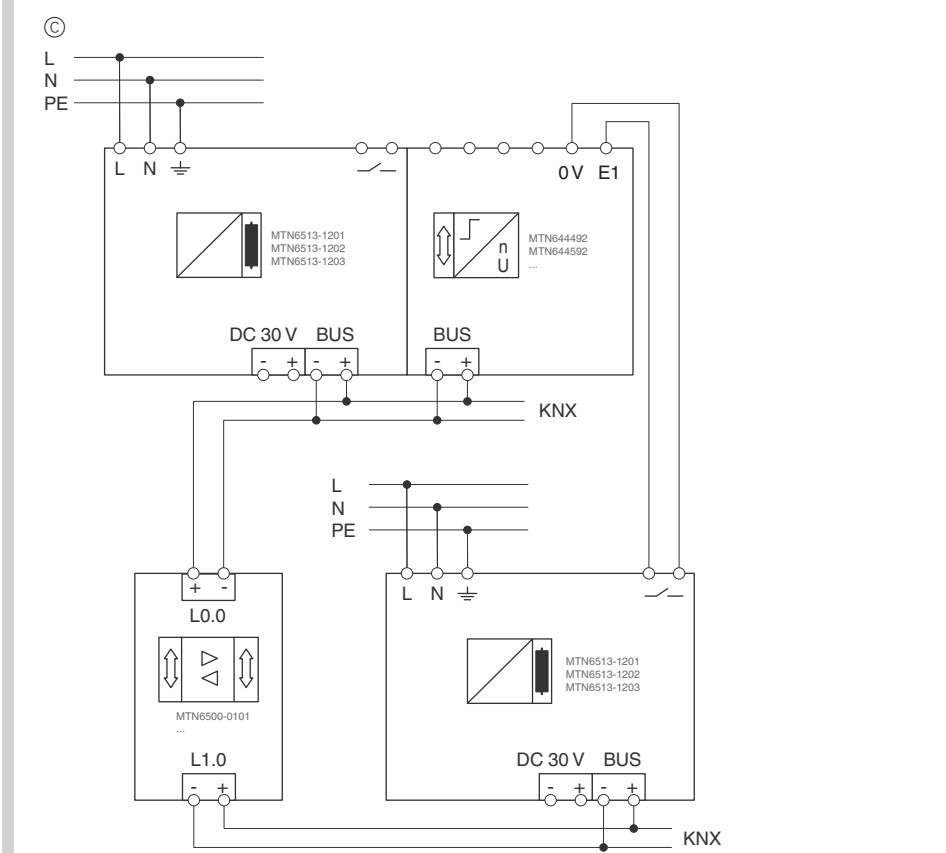 ©
L
N
PE
L N
0 V E1
MTN6513-1201
MTN6513-1202
MTN6513-1203
n
U
MTN644492
MTN644592
...
DC 30 V BUS
BUS
- + - +
- +
KNX
L
N
PE
+ -
L0.0
L N
MTN6500-0101
...
MTN6513-1201
MTN6513-1202
MTN6513-1203
L1.0
- +
DC 30 V BUS
- + - +
KNX